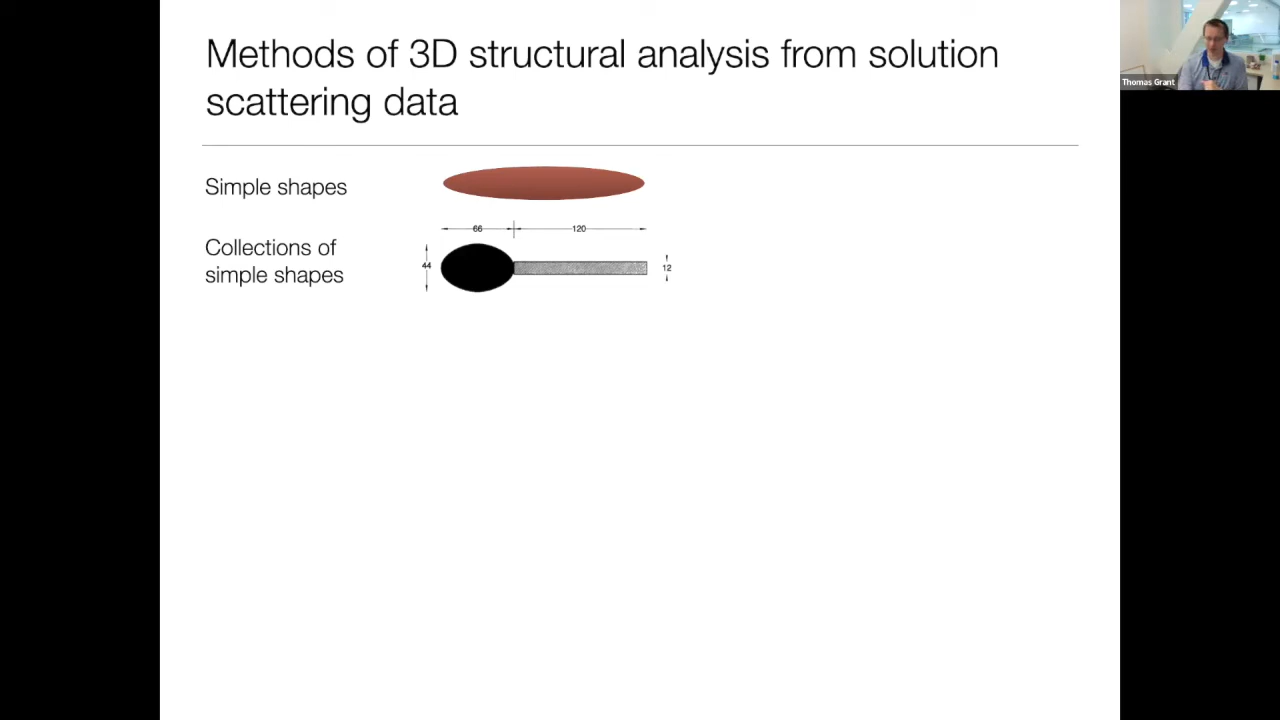 Methods of 3D structural analysis from solution
scattering data
Thomas Grant
Simple shapes
66
120
Collections of
simple shapes
44
12